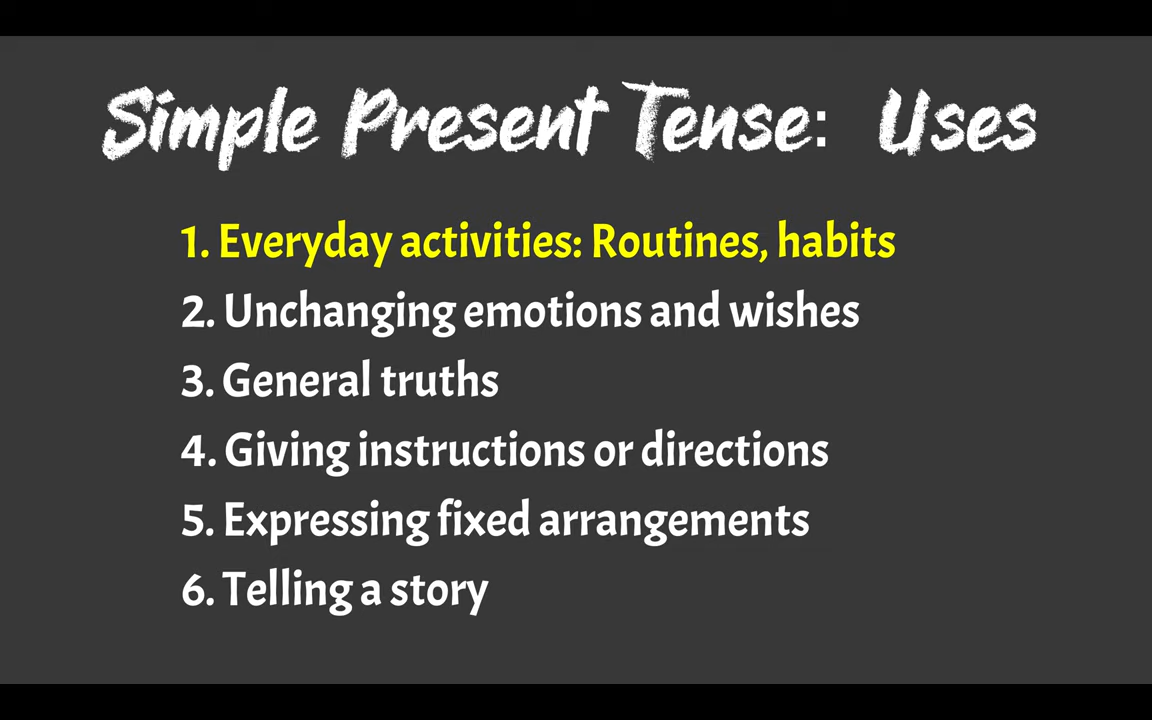 Simple Present Tense: Uses
1. Everyday activities: Routines, habits
2. Unchanging emotions and wishes
3. General truths
4. Giving instructions or directions
5. Expressing fixed arrangements
6. Telling a story